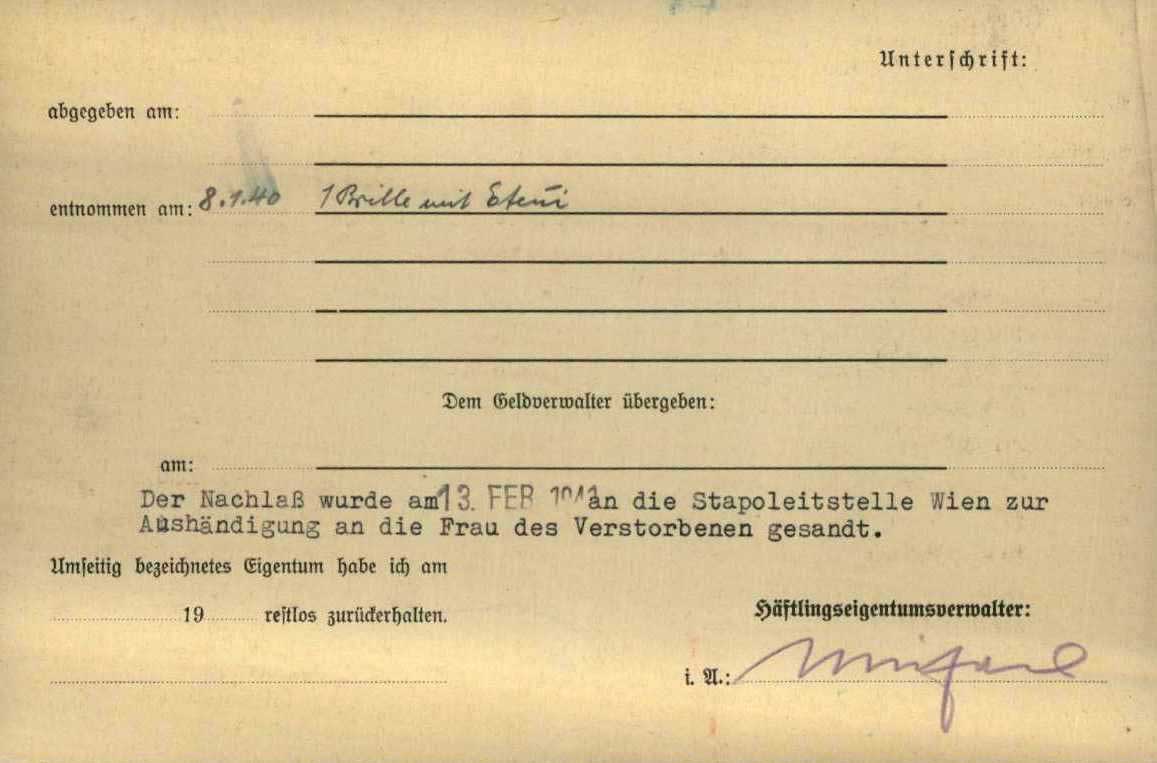 Unterschrift:
abgegeben am:
entnommen am: 8.1.40 1 Brille mit Etui
Dem Geldverwalter übergeben:
am:
Der Nachlaß wurde am 13. FEB an die Stapoleitstelle Wien zur
Aushändigung an die Frau des Verstorbenen gesandt.
Umseitig bezeichnetes Eigentum habe ich am
19 restlos zurückerhalten.
Häftlingseigentumsverwalter:
i. A.: